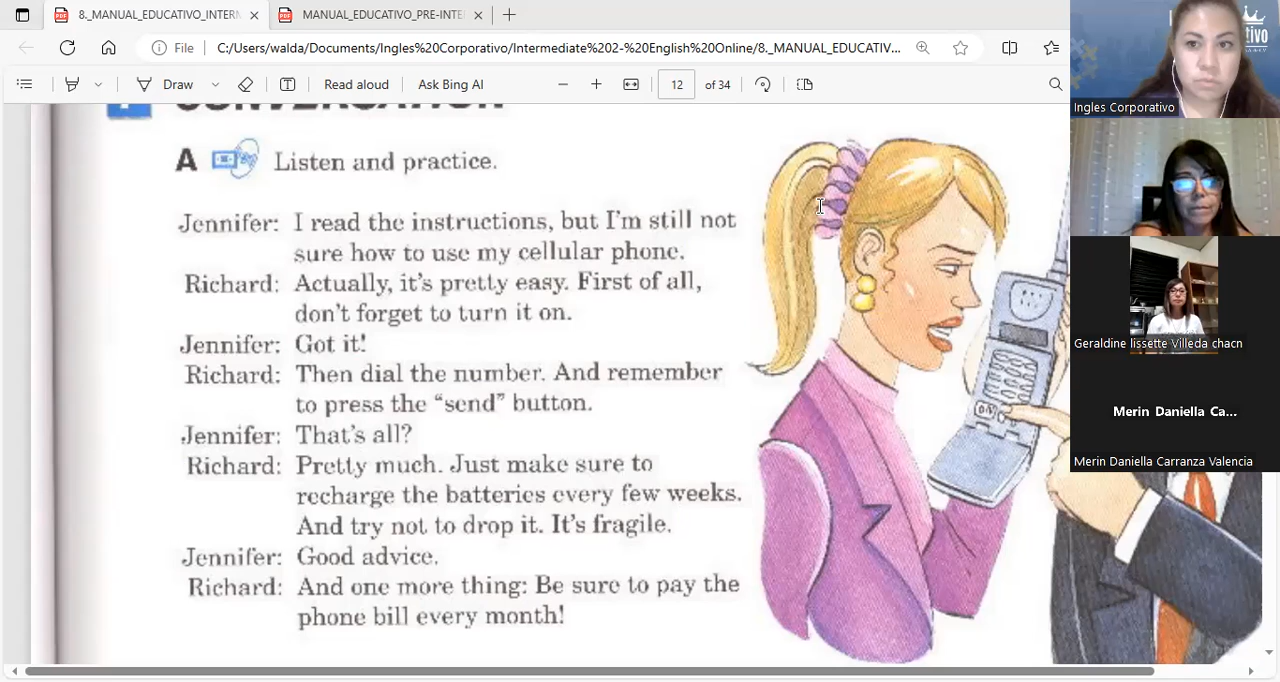 8._MANUAL_EDUCATIVO_INTERM
MANUAL_EDUCATIVO_PRE-INTE
File
C:/Users/walda/Documents/Ingles%20Corporativo/Intermediate%202-%20English%20Online/8._MANUAL_EDUCATIV...
Draw
Read aloud
Ask Bing AI
12
of 34
CONVERSATION
A Listen and practice.
Jennifer: I read the instructions, but I'm still not
sure how to use my cellular phone.
Richard: Actually, it's pretty easy. First of all,
don't forget to turn it on.
Jennifer: Got it!
Richard: Then dial the number. And remember
to press the "send" button.
Jennifer: That's all?
Richard: Pretty much. Just make sure to
recharge the batteries every few weeks.
And try not to drop it. It's fragile.
Jennifer: Good advice.
Richard: And one more thing: Be sure to pay the
phone bill every month!
Ingles Corporativo
Geraldine lissette Villeda chacn
Merin Daniella Ca...
Merin Daniella Carranza Valencia